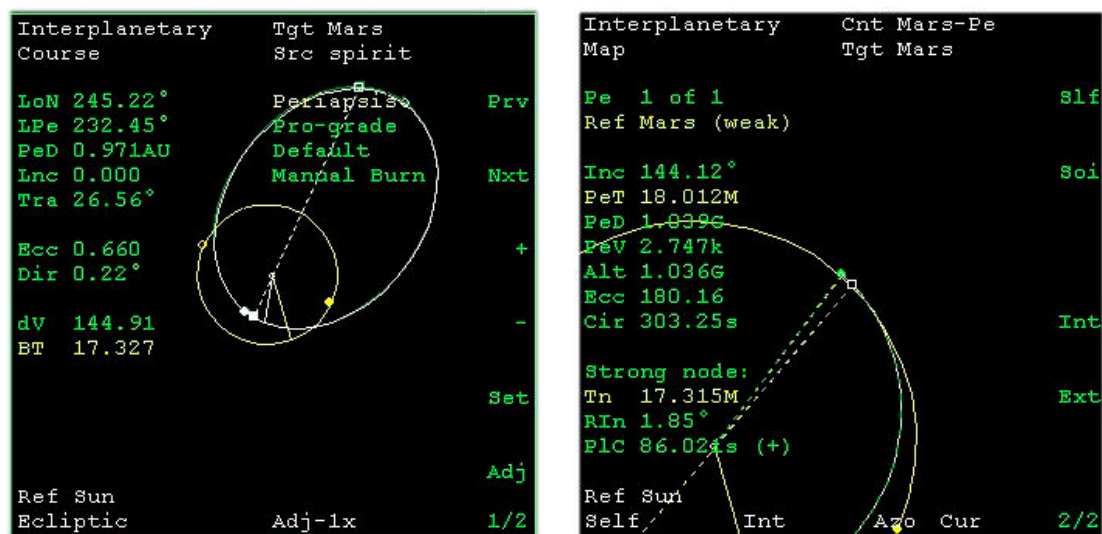 Interplanetary Tgt Mars
Course Src spirit
LoN 245.22° Periapsis Prv
LPe 232.45° Pro-grade
PeD 0.971AU Default
Lnc 0.000 Manual Burn Nxt
Tra 26.56°
Ecc 0.660 +
Dir 0.22°
dV 144.91 -
BT 17.327
Set
Adj
Ref Sun
Ecliptic Adj-1x 1/2
Interplanetary Cnt Mars-Pe
Map Tgt Mars
Pe 1 of 1 Slf
Ref Mars (weak)
Inc 144.12° Soi
PeT 18.012M
PeD 1.039G
PeV 2.747k
Alt 1.036G
Ecc 180.16
Cir 303.25s Int
Strong node:
Tn 17.315M Ext
RIn 1.85°
PlC 86.021s (+)
Ref Sun
Self Int Azo Cur 2/2